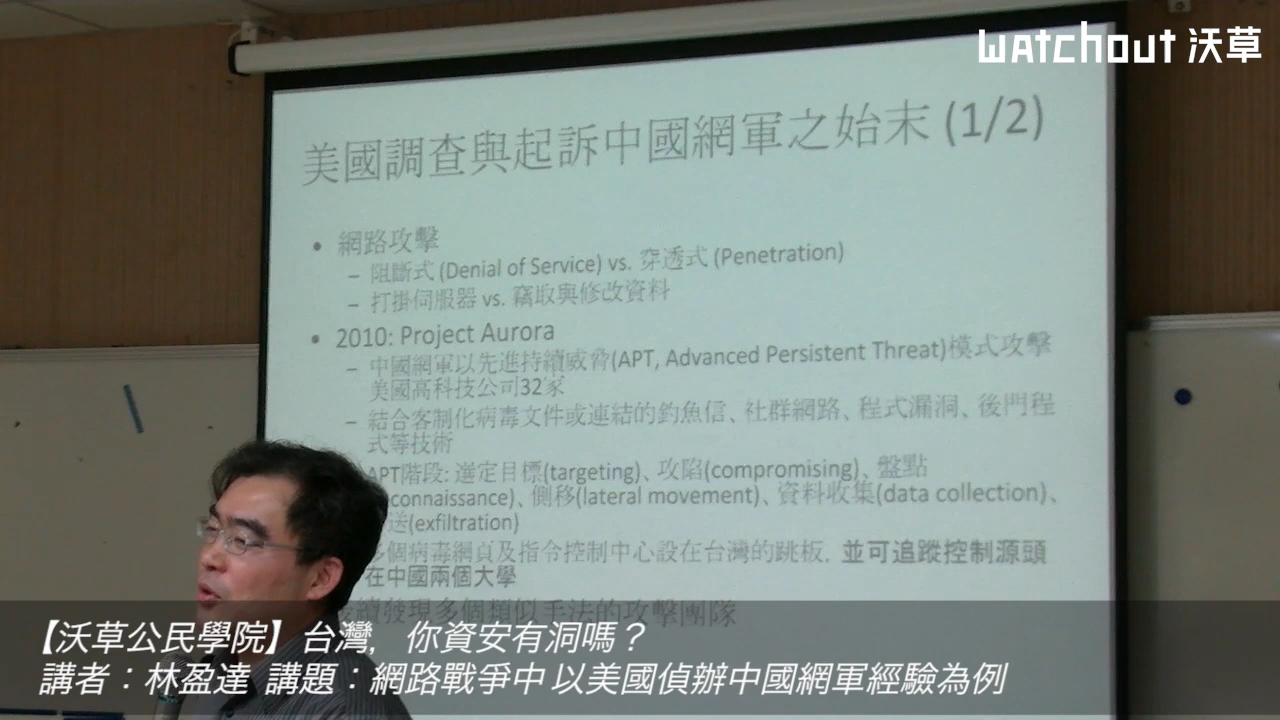 watchout 沃草
美國調查與起訴中國網軍之始末 (1/2)
• 網路攻擊
– 阻斷式 (Denial of Service) vs. 穿透式 (Penetration)
– 打掛伺服器 vs. 竊取與修改資料
• 2010: Project Aurora
– 中國網軍以先進持續威脅(APT, Advanced Persistent Threat)模式攻擊
美國高科技公司32家
– 結合客制化病毒文件或連結的釣魚信、社群網路、程式漏洞、後門程
式等技術
APT階段: 選定目標(targeting)、攻陷(compromising)、盤點
connaissance)、側移(lateral movement)、資料收集(data collection)、
送(exfiltration)
多個病毒網頁及指令控制中心設在台灣的跳板, 並可追蹤控制源頭
在中國兩個大學
續發現多個類似手法的攻擊團隊
【沃草公民學院】台灣，你資安有洞嗎？
講者：林盈達 講題：網路戰爭中 以美國偵辦中國網軍經驗為例